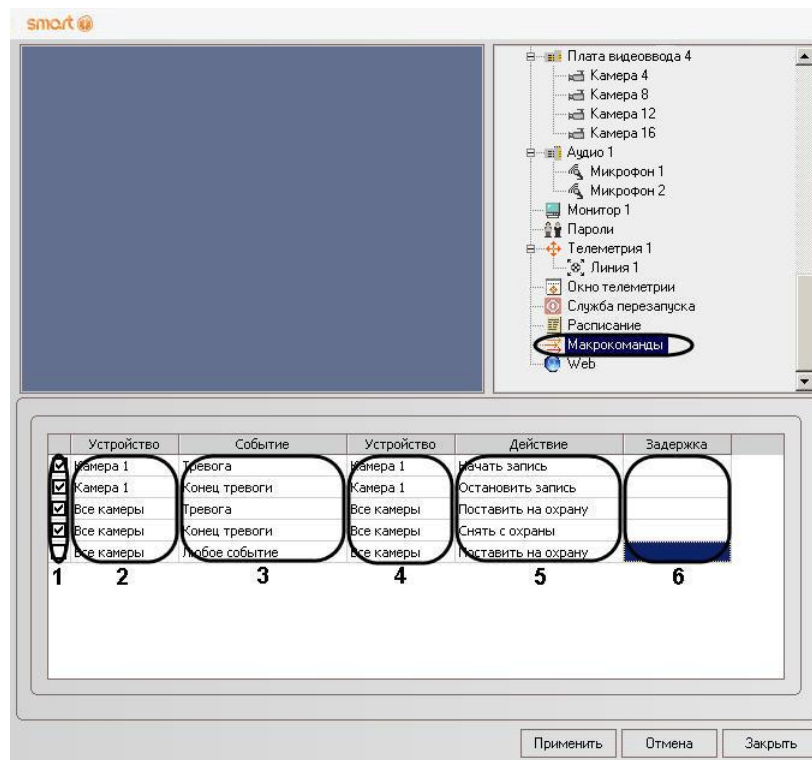 smart
Плата видеоввода 4
Камера 4
Камера 8
Камера 12
Камера 16
Аудио 1
Микрофон 1
Микрофон 2
Монитор 1
Пароли
Телеметрия 1
Линия 1
Окно телеметрии
Служба перезапуска
Расписание
Макрокоманды
Web
Устройство Событие Устройство Действие Задержка
Камера 1 Тревога Камера 1 Начать запись
Камера 1 Конец тревоги Камера 1 Остановить запись
Все камеры Тревога Все камеры Поставить на охрану
Все камеры Конец тревоги Все камеры Снять с охраны
Все камеры Любое событие Все камеры Поставить на охрану
1 2 3 4 5 6
Применить Отмена Закрыть